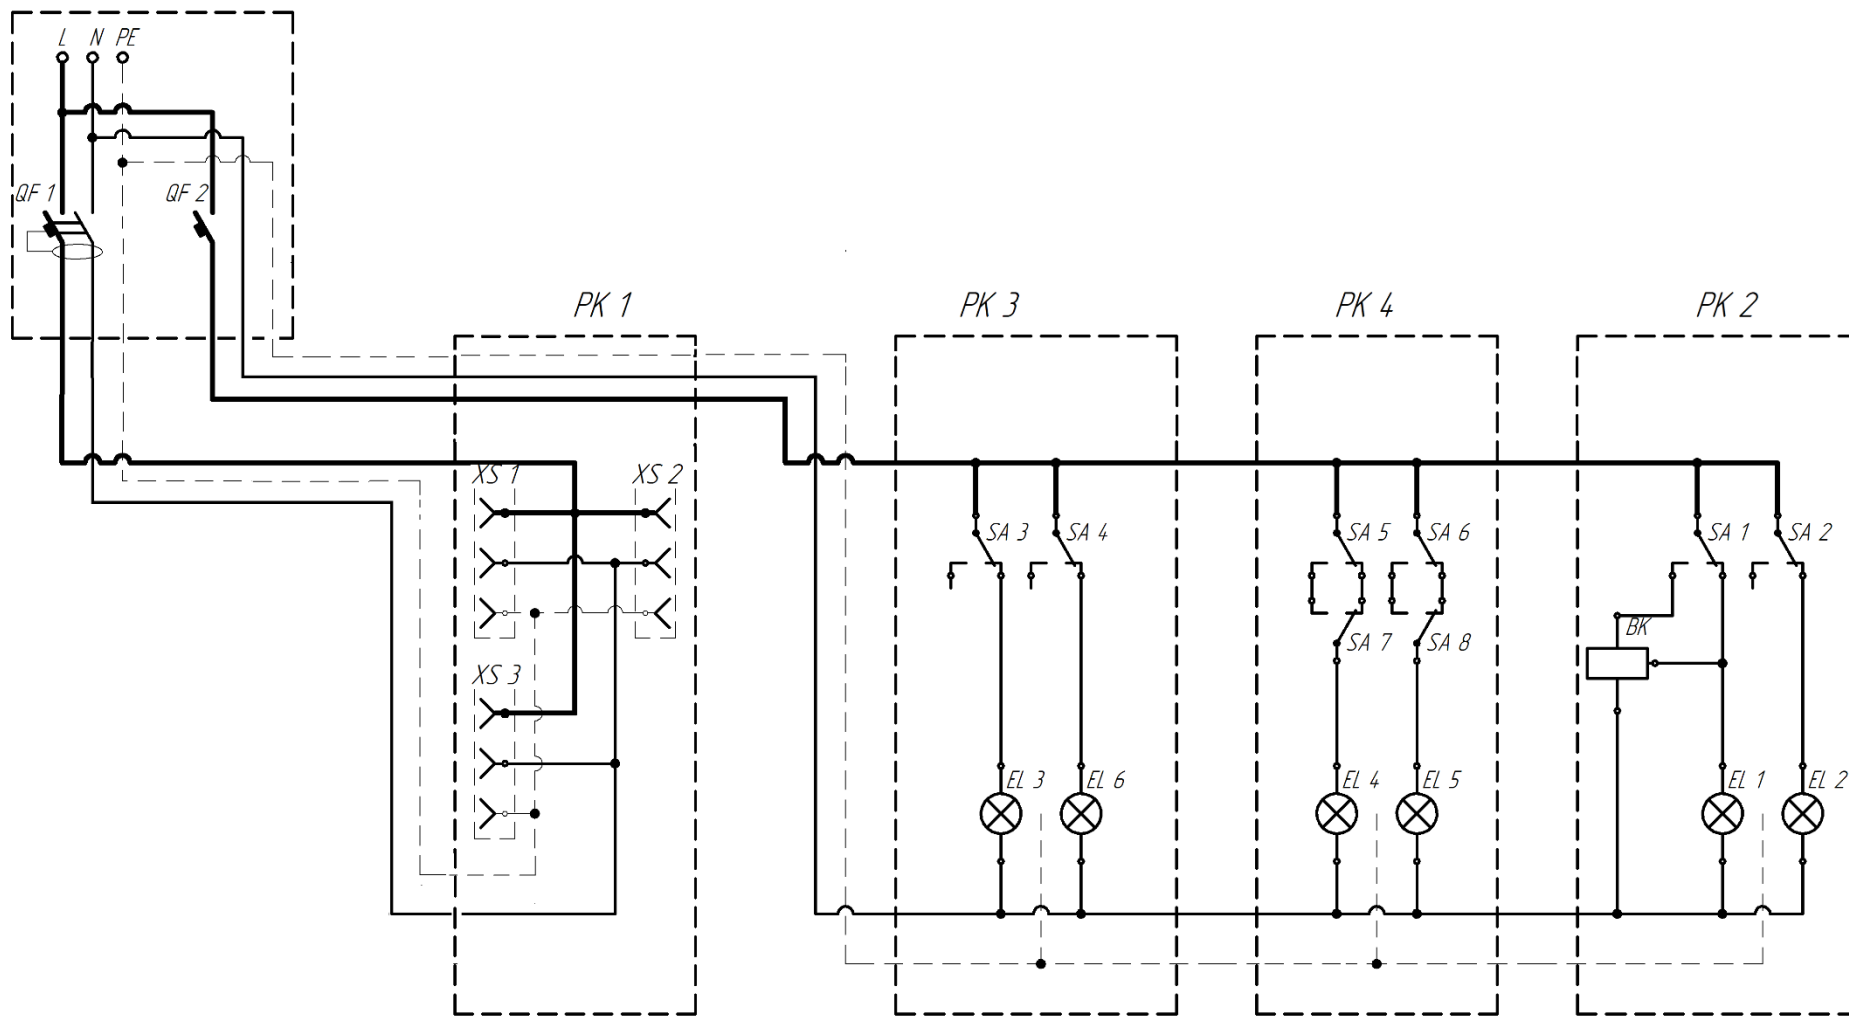 L N PE
QF 1 QF 2
PK 1 PK 3 PK 4 PK 2
XS 1 XS 2
SA 3 SA 4 SA 5 SA 6 SA 1 SA 2
BK
SA 7 SA 8
XS 3
EL 3 EL 6 EL 4 EL 5 EL 1 EL 2